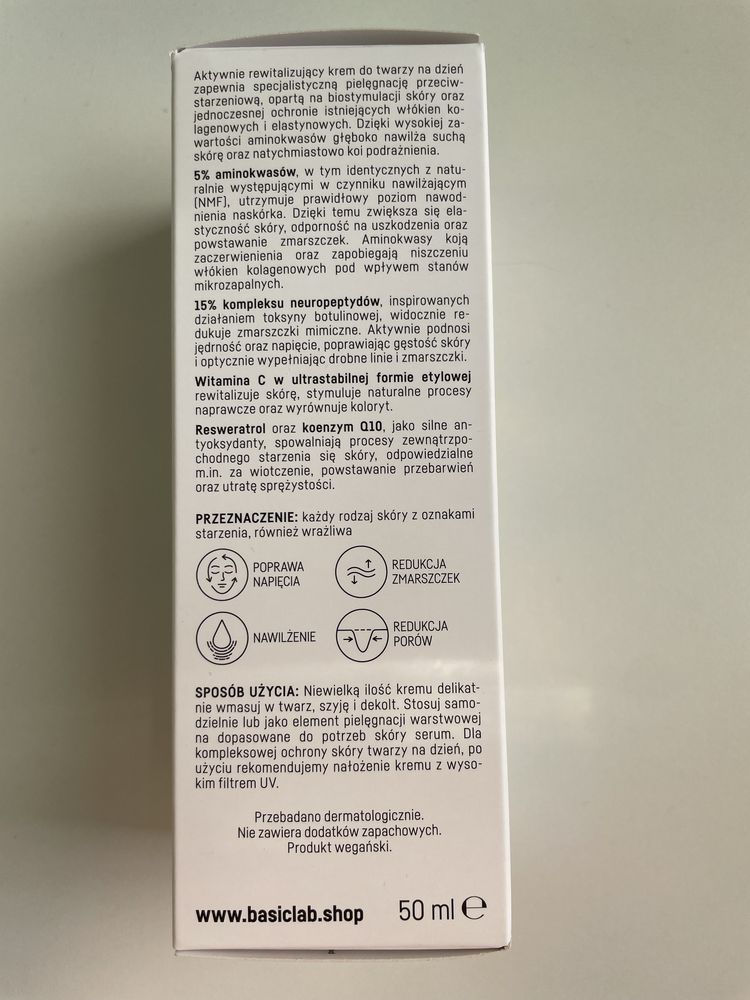 Aktywnie rewitalizujący krem do twarzy na dzień
zapewnia specjalistyczną pielęgnację przeciw-
starzeniową, opartą na biostymulacji skóry oraz
jednoczesnej ochronie istniejących włókien ko-
lagenowych i elastynowych. Dzięki wysokiej za-
wartości aminokwasów głęboko nawilża suchą
skórę oraz natychmiastowo koi podrażnienia.
5% aminokwasów, w tym identycznych z natu-
ralnie występującymi w czynniku nawilżającym
(NMF), utrzymuje prawidłowy poziom nawod-
nienia naskórka. Dzięki temu zwiększa się ela-
styczność skóry, odporność na uszkodzenia oraz
powstawanie zmarszczek. Aminokwasy koją
zaczerwienienia oraz zapobiegają niszczeniu
włókien kolagenowych pod wpływem stanów
mikrozapalnych.
15% kompleksu neuropeptydów, inspirowanych
działaniem toksyny botulinowej, widocznie re-
dukuje zmarszczki mimiczne. Aktywnie podnosi
jędrność oraz napięcie, poprawiając gęstość skóry
i optycznie wypełniając drobne linie i zmarszczki.
Witamina C w ultrastabilnej formie etylowej
rewitalizuje skórę, stymuluje naturalne procesy
naprawcze oraz wyrównuje koloryt.
Resweratrol oraz koenzym Q10, jako silne an-
tyoksydanty, spowalniają procesy zewnątrzpo-
chodnego starzenia się skóry, odpowiedzialne
m.in. za wiotczenie, powstawanie przebarwień
oraz utratę sprężystości.
PRZEZNACZENIE: każdy rodzaj skóry z oznakami
starzenia, również wrażliwa
POPRAWA
NAPIĘCIA
REDUKCJA
ZMARSZCZEK
NAWILŻENIE
REDUKCJA
PORÓW
SPOSÓB UŻYCIA: Niewielką ilość kremu delikat-
nie wmasuj w twarz, szyję i dekolt. Stosuj samo-
dzielnie lub jako element pielęgnacji warstwowej
na dopasowane do potrzeb skóry serum. Dla
kompleksowej ochrony skóry twarzy na dzień, po
użyciu rekomendujemy nałożenie kremu z wyso-
kim filtrem UV.
Przebadano dermatologicznie.
Nie zawiera dodatków zapachowych.
Produkt wegański.
www.basiclab.shop 50 ml ℮